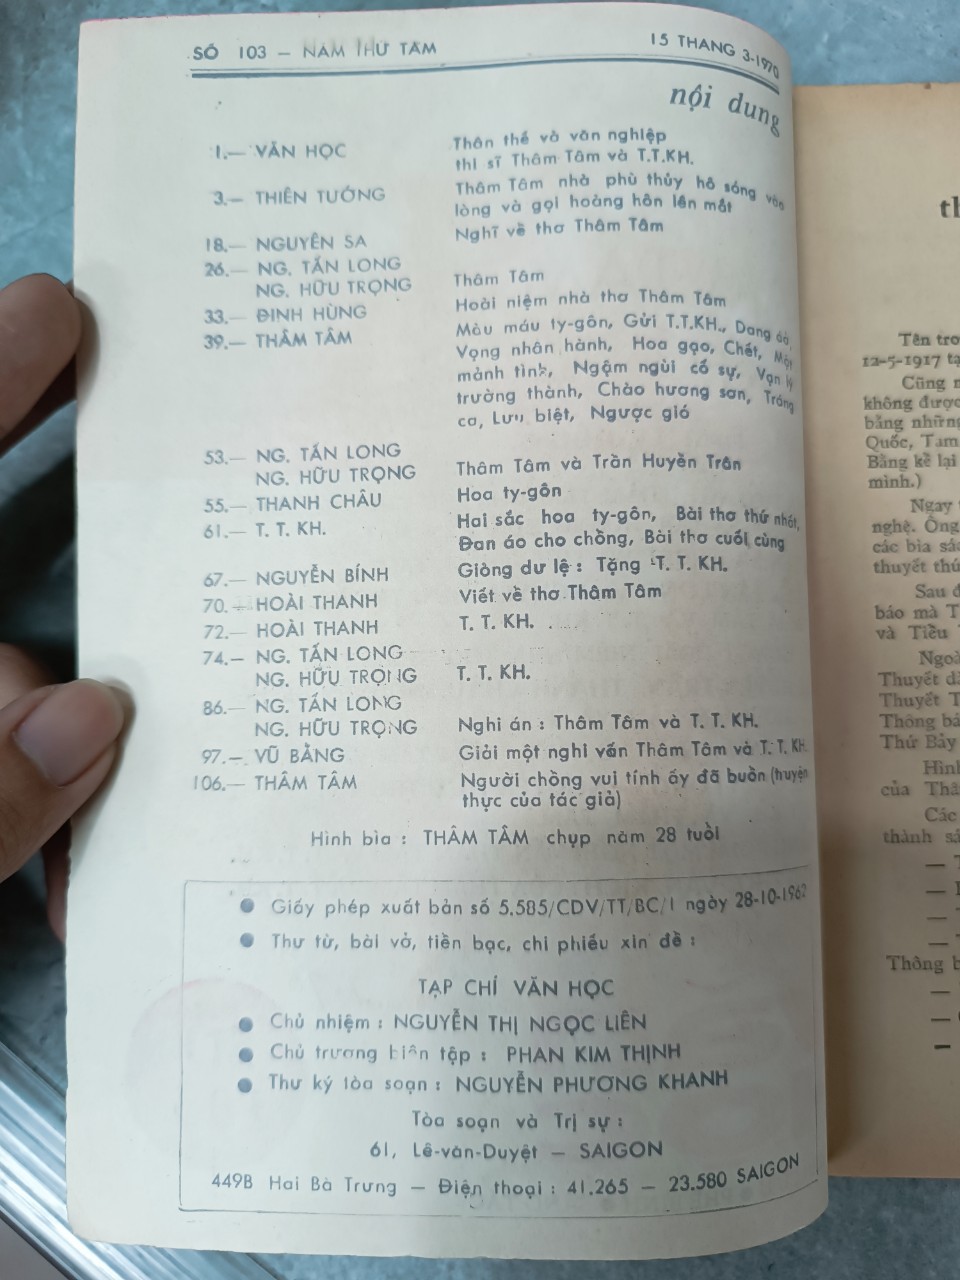 SỐ 103 — NĂM THỨ TÁM
15 THANG 3-1970
nội dung
1.— VĂN HỌC Thân thế và văn nghiệp
thi sĩ Thâm Tâm và T.T.KH.
3.— THIÊN TƯỚNG Thâm Tâm nhà phù thủy hô sóng vào
lòng và gọi hoàng hôn lên mắt
18.— NGUYÊN SA Nghĩ về thơ Thâm Tâm
26.— NG. TẤN LONG
NG. HỮU TRỌNG Thâm Tâm
33.— ĐINH HÙNG Hoài niệm nhà thơ Thâm Tâm
39.— THÂM TÂM Màu máu ty-gôn, Gửi T.T.KH., Dang dở,
Vọng nhân hành, Hoa gạo, Chết, Một
mảnh tình, Ngậm ngùi cố sự, Vạn lý
trường thành, Chào hương sơn, Tráng
ca, Lưu biệt, Ngược gió
53.— NG. TẤN LONG
NG. HỮU TRỌNG Thâm Tâm và Trần Huyền Trân
55.— THANH CHÂU Hoa ty-gôn
61.— T. T. KH. Hai sắc hoa ty-gôn, Bài thơ thứ nhất,
Đan áo cho chồng, Bài thơ cuối cùng
67.— NGUYỄN BÍNH Giòng dư lệ : Tặng T. T. KH.
70.— HOÀI THANH Viết về thơ Thâm Tâm
72.— HOÀI THANH T. T. KH.
74.— NG. TẤN LONG
NG. HỮU TRỌNG T. T. KH.
86.— NG. TẤN LONG
NG. HỮU TRỌNG Nghi án : Thâm Tâm và T. T. KH.
97.— VŨ BẰNG Giải một nghi vấn Thâm Tâm và T. T. KH.
106.— THÂM TÂM Người chồng vui tính ấy đã buồn (truyện
thực của tác giả)
Hình bìa : THÂM TÂM chụp năm 28 tuổi
● Giấy phép xuất bản số 5.585/CDV/TT/BC/1 ngày 28-10-1962
● Thư từ, bài vở, tiền bạc, chi phiếu xin đề :
TẠP CHÍ VĂN HỌC
● Chủ nhiệm : NGUYỄN THỊ NGỌC LIÊN
● Chủ trương biên tập : PHAN KIM THỊNH
● Thư ký tòa soạn : NGUYỄN PHƯƠNG KHANH
Tòa soạn và Trị sự :
61, Lê-văn-Duyệt — SAIGON
449B Hai Bà Trưng — Điện thoại : 41.265 — 23.580 SAIGON
Tên
12-5-1917
Cũng
không được
bằng những
Quốc, Tam
Bằng kể lại
mình.)
Ngay
nghệ. Ông
các bìa
thuyết
Sau
báo mà
và Tiều
Ngoài
Thuyết
Thuyết
Thông
Thứ Bảy
Hình
của
Các
thành
Thông